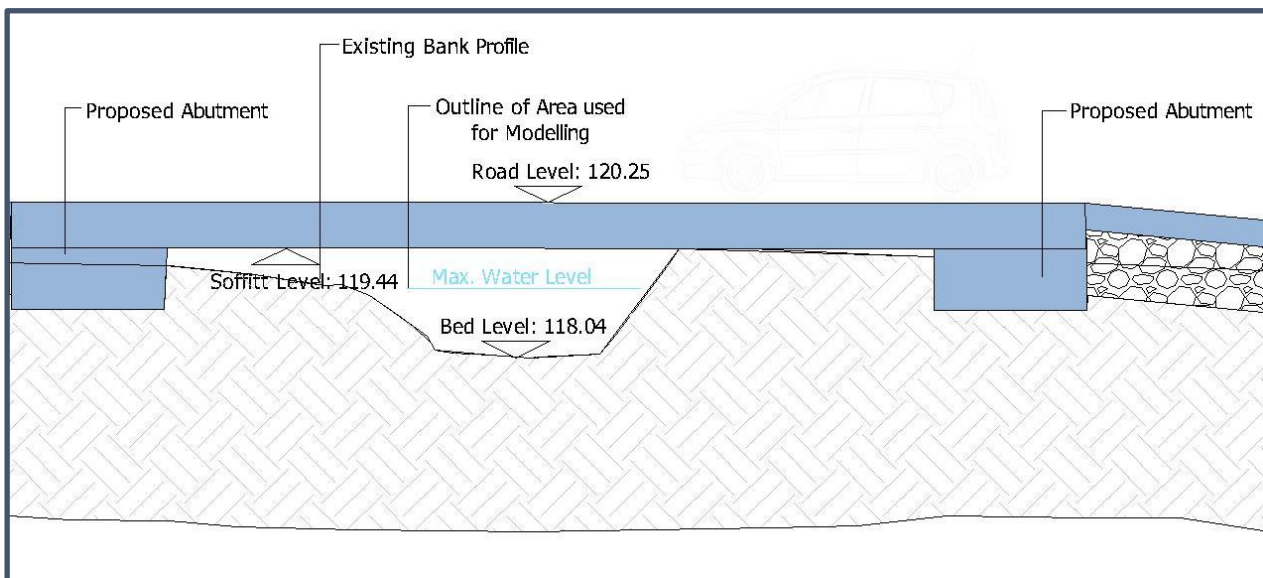 Existing Bank Profile
Proposed Abutment
Outline of Area used
for Modelling
Proposed Abutment
Road Level: 120.25
Soffitt Level: 119.44
Max. Water Level
Bed Level: 118.04